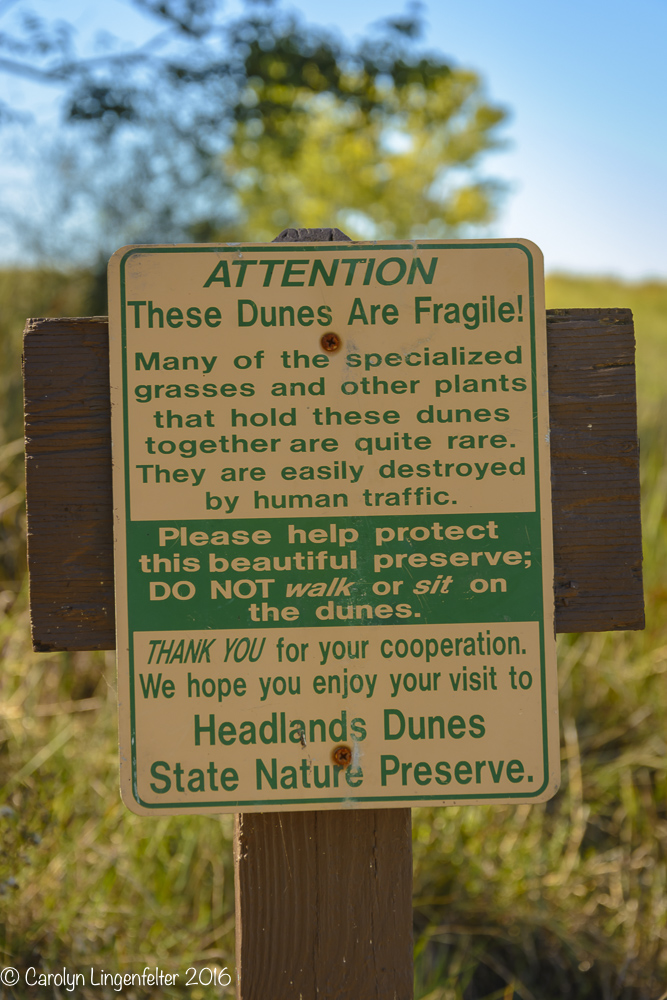 ATTENTION
These Dunes Are Fragile!
Many of the specialized
grasses and other plants
that hold these dunes
together are quite rare.
They are easily destroyed
by human traffic.
Please help protect
this beautiful preserve;
DO NOT walk or sit on
the dunes.
THANK YOU for your cooperation.
We hope you enjoy your visit to
Headlands Dunes
State Nature Preserve.
© Carolyn Lingenfelter 2016